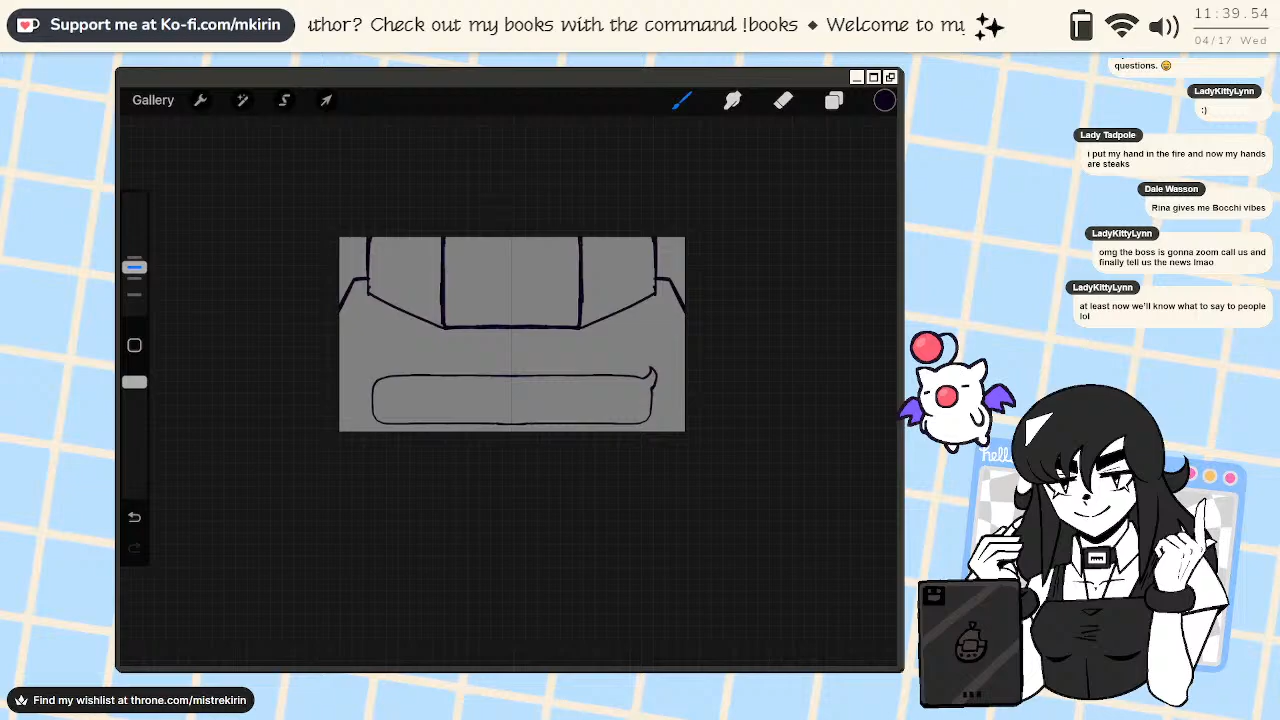 Support me at Ko-fi.com/mkirin
uthor? Check out my books with the command !books ⬥ Welcome to my
11:39.54
04/17 Wed
questions. 😄
LadyKittyLynn
:)
Lady Tadpole
I put my hand in the fire and now my hands
are steaks
Dale Wasson
Rina gives me Bocchi vibes
LadyKittyLynn
omg the boss is gonna zoom call us and
finally tell us the news lmao
LadyKittyLynn
at least now we'll know what to say to people
lol
Gallery
hello
Find my wishlist at throne.com/mistrekirin